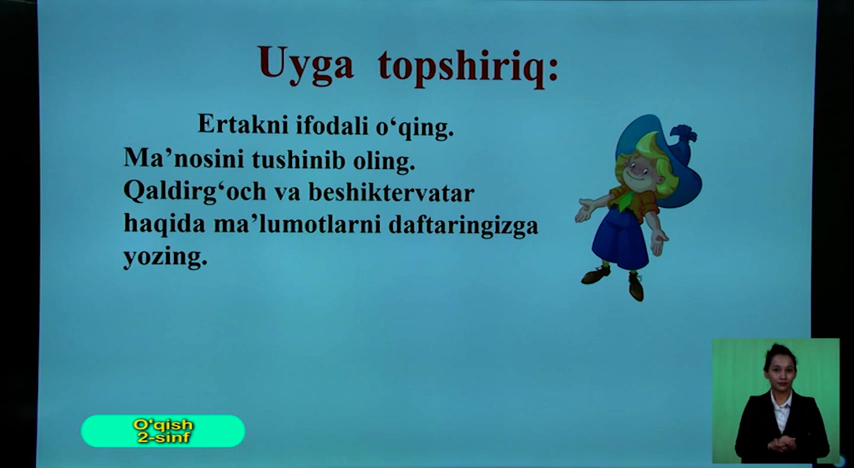 Uyga topshiriq:
Ertakni ifodali o‘qing.
Ma’nosini tushinib oling.
Qaldirg‘och va beshiktervatar
haqida ma’lumotlarni daftaringizga
yozing.
O'qish
2-sinf